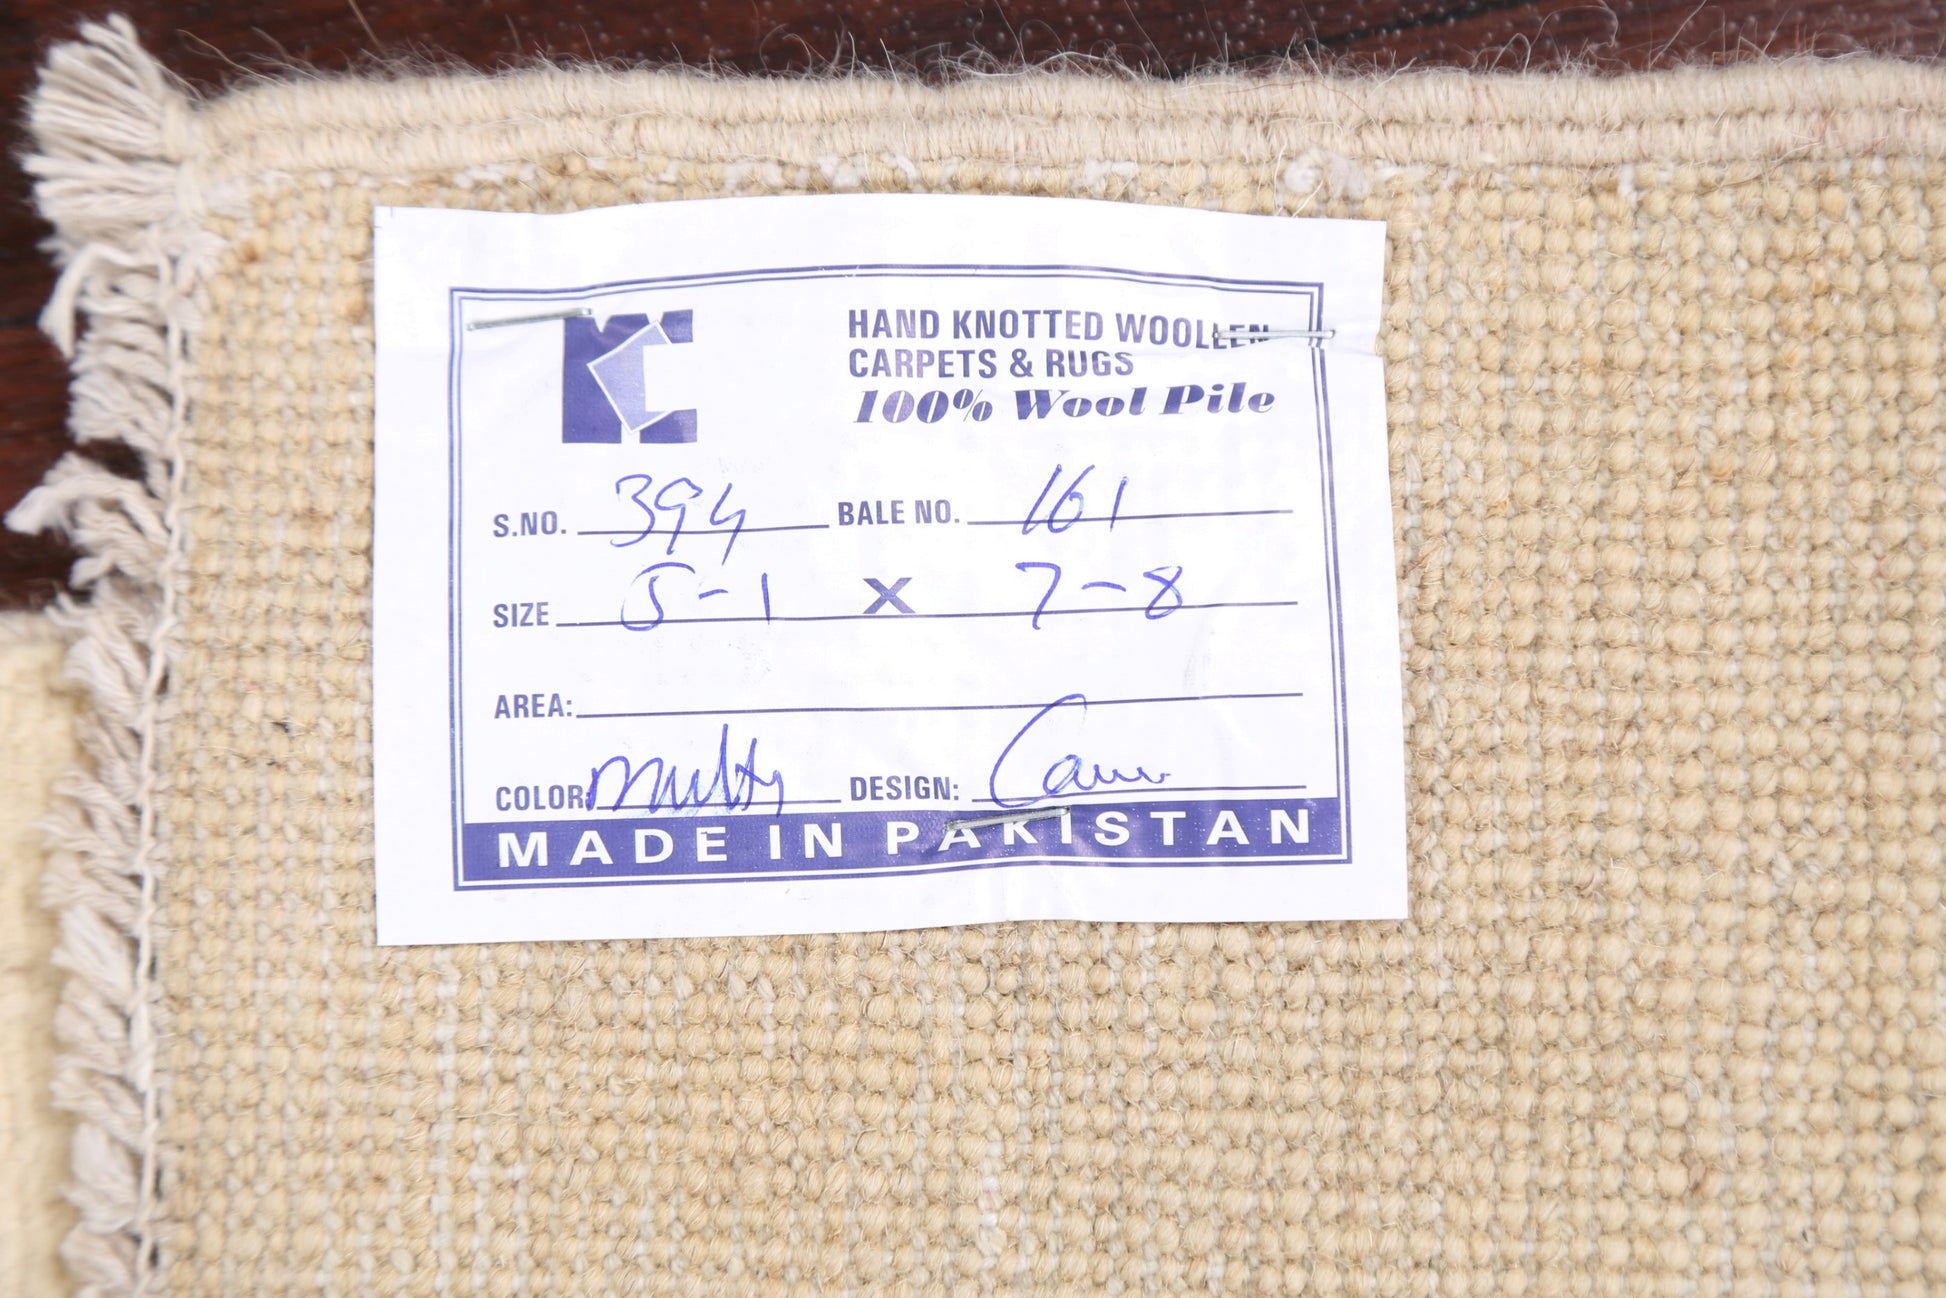 HAND KNOTTED WOOLLEN
CARPETS & RUGS
100% Wool Pile
S.NO. 394 BALE NO. 161
SIZE 5-1 X 7-8
AREA:
COLOR: Multy DESIGN:
MADE IN PAKISTAN